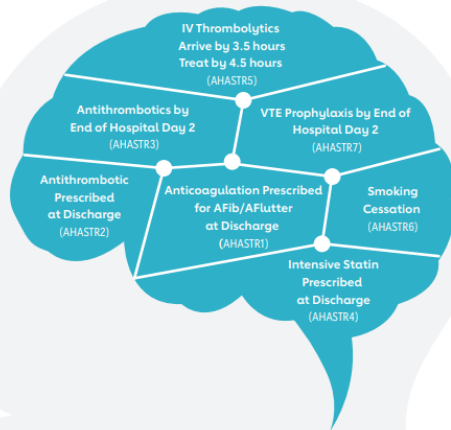 IV Thrombolytics
Arrive by 3.5 hours
Treat by 4.5 hours
(AHASTR5)
Antithrombotics by
End of Hospital Day 2
(AHASTR3)
VTE Prophylaxis by End of
Hospital Day 2
(AHASTR7)
Antithrombotic
Prescribed
at Discharge
(AHASTR2)
Anticoagulation Prescribed
for AFib/AFlutter
at Discharge
(AHASTR1)
Smoking
Cessation
(AHASTR6)
Intensive Statin
Prescribed
at Discharge
(AHASTR4)